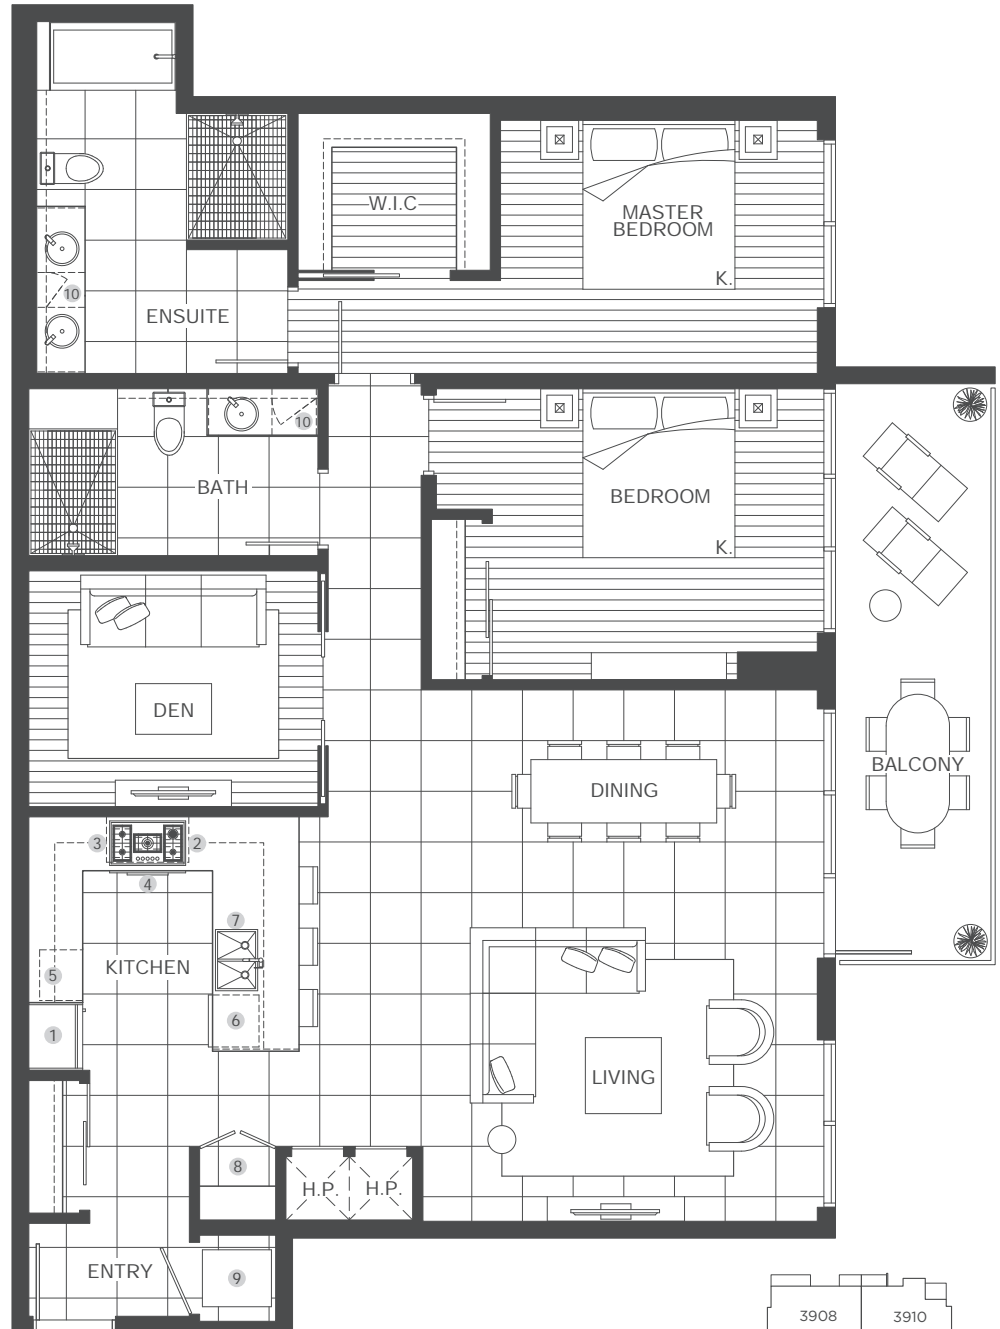 W.I.C
MASTER
BEDROOM
K.
10
ENSUITE
10
BATH
BEDROOM
K.
DEN
DINING
BALCONY
3
2
4
7
KITCHEN
5
6
1
LIVING
8
H.P.
H.P.
ENTRY
9
3908
3910